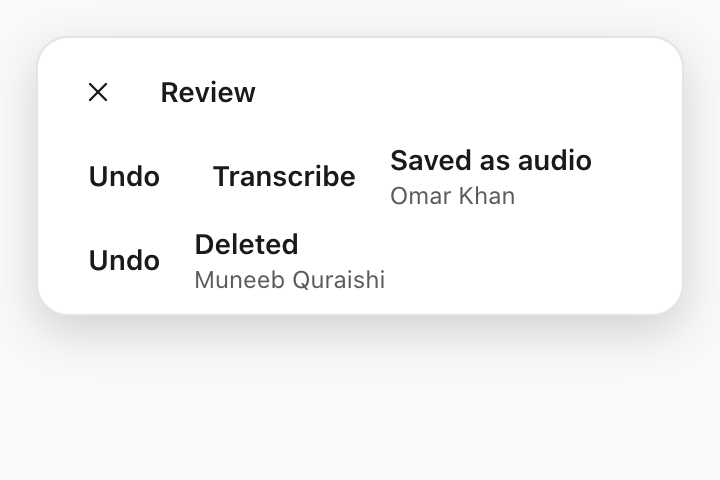 Review
Undo Transcribe Saved as audio
Omar Khan
Undo Deleted
Muneeb Quraishi